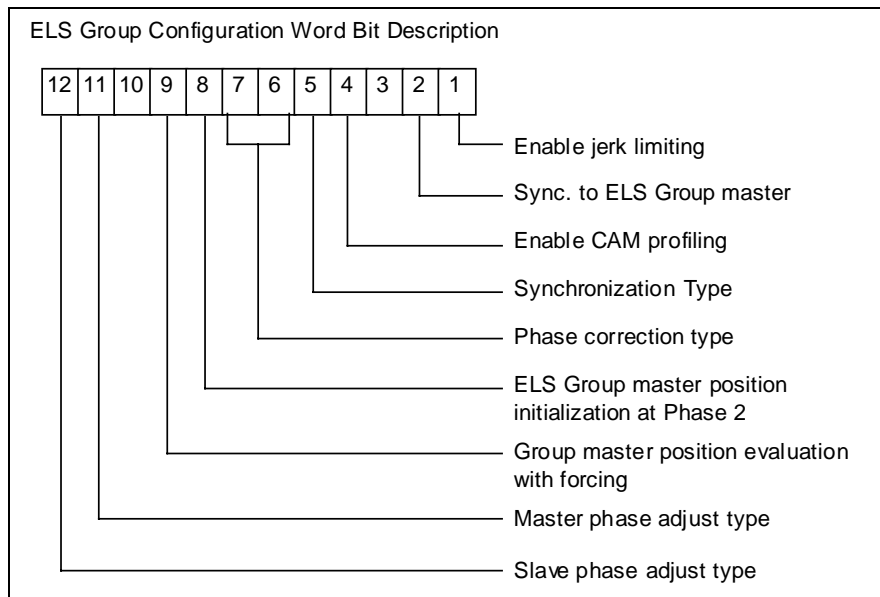 ELS Group Configuration Word Bit Description
12 11 10 9 8 7 6 5 4 3 2 1
Enable jerk limiting
Sync. to ELS Group master
Enable CAM profiling
Synchronization Type
Phase correction type
ELS Group master position
initialization at Phase 2
Group master position evaluation
with forcing
Master phase adjust type
Slave phase adjust type